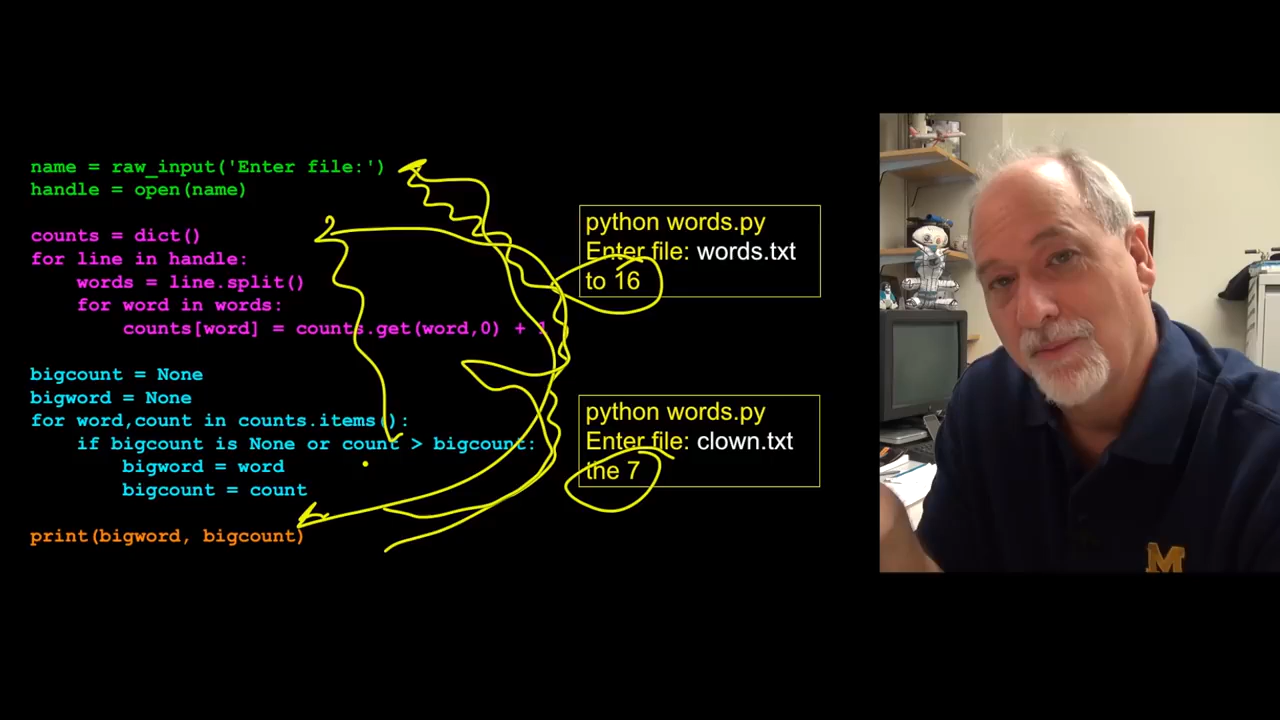 name = raw_input('Enter file:')
handle = open(name)
counts = dict()
for line in handle:
    words = line.split()
    for word in words:
        counts[word] = counts.get(word,0) + 1
bigcount = None
bigword = None
for word,count in counts.items():
    if bigcount is None or count > bigcount:
        bigword = word
        bigcount = count
print(bigword, bigcount)
python words.py
Enter file: words.txt
to 16
python words.py
Enter file: clown.txt
the 7
M